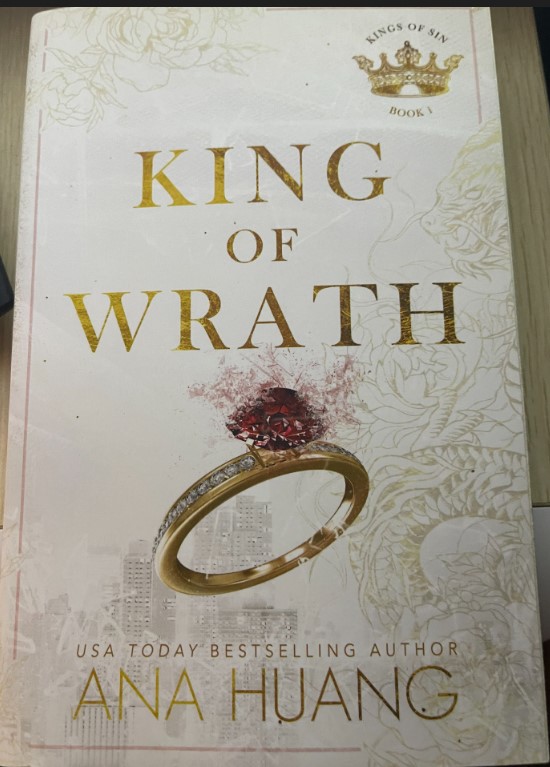 KINGS OF SIN
BOOK 1
KING
OF
WRATH
USA TODAY BESTSELLING AUTHOR
ANA HUANG